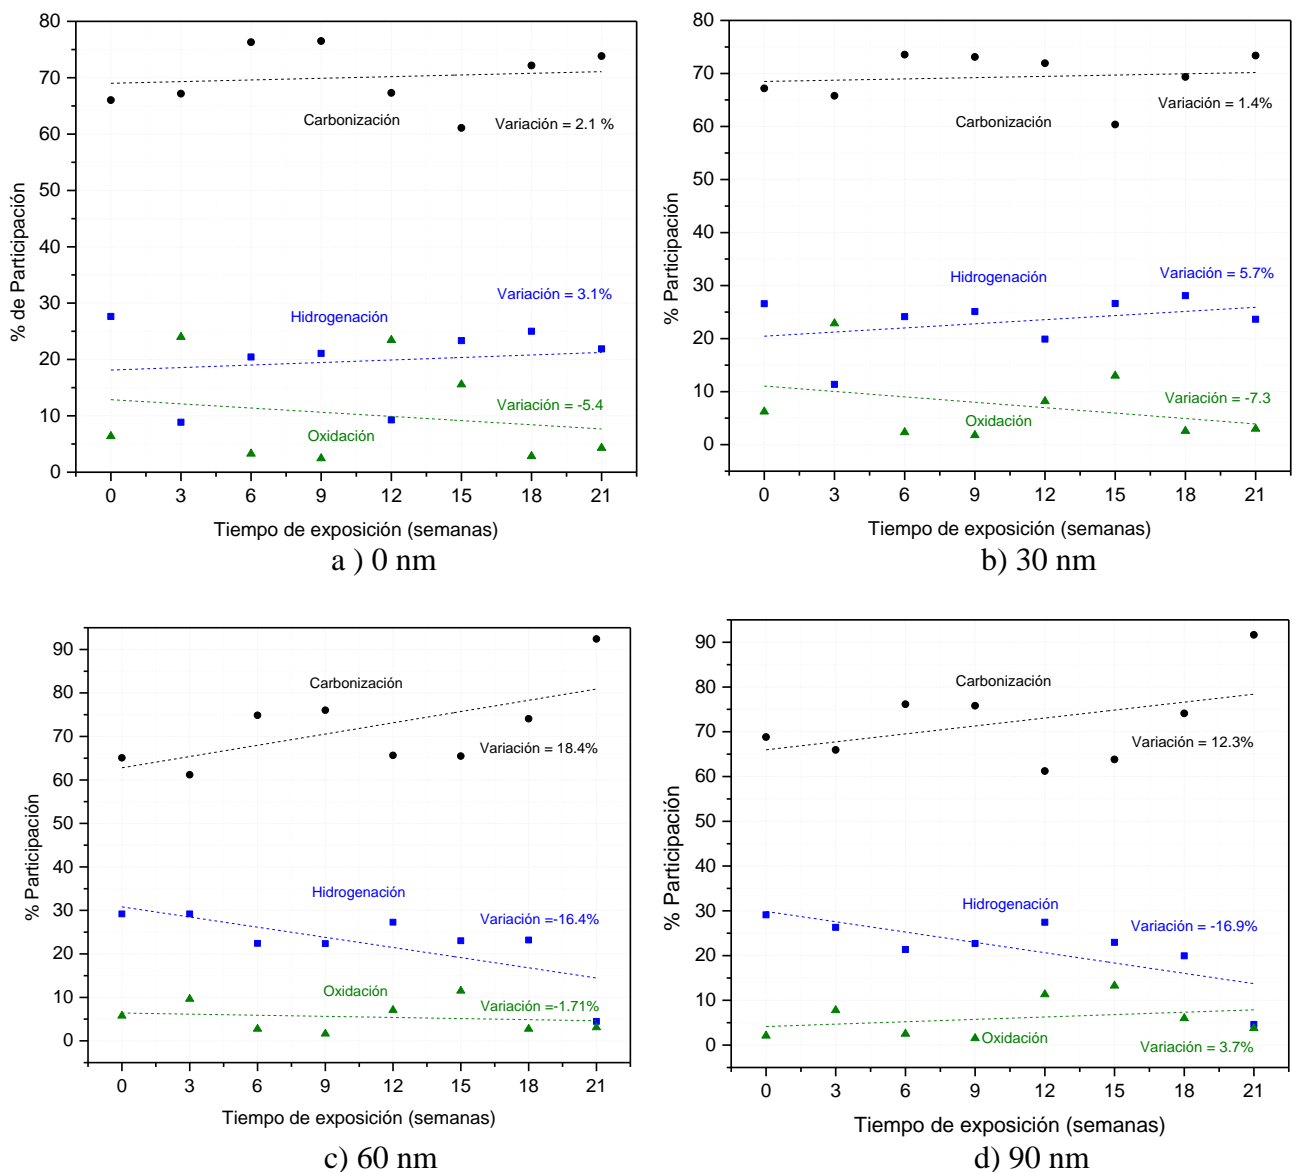 80
70
60
50
40
30
20
10
0
% de Participación
Carbonización
Variación = 2.1 %
Variación = 3.1%
Hidrogenación
Variación = -5.4
Oxidación
0 3 6 9 12 15 18 21
Tiempo de exposición (semanas)
a ) 0 nm
80
70
60
50
40
30
20
10
0
% Participación
Variación = 1.4%
Carbonización
Hidrogenación
Variación = 5.7%
Variación = -7.3
Oxidación
0 3 6 9 12 15 18 21
Tiempo de exposición (semanas)
b) 30 nm
90
80
70
60
50
40
30
20
10
0
% Participación
Carbonización
Variación = 18.4%
Hidrogenación
Variación =-16.4%
Oxidación
Variación =-1.71%
0 3 6 9 12 15 18 21
Tiempo de exposición (semanas)
c) 60 nm
90
80
70
60
50
40
30
20
10
0
% Participación
Carbonización
Variación = 12.3%
Hidrogenación
Variación = -16.9%
Oxidación
Variación = 3.7%
0 3 6 9 12 15 18 21
Tiempo de exposición (semanas)
d) 90 nm